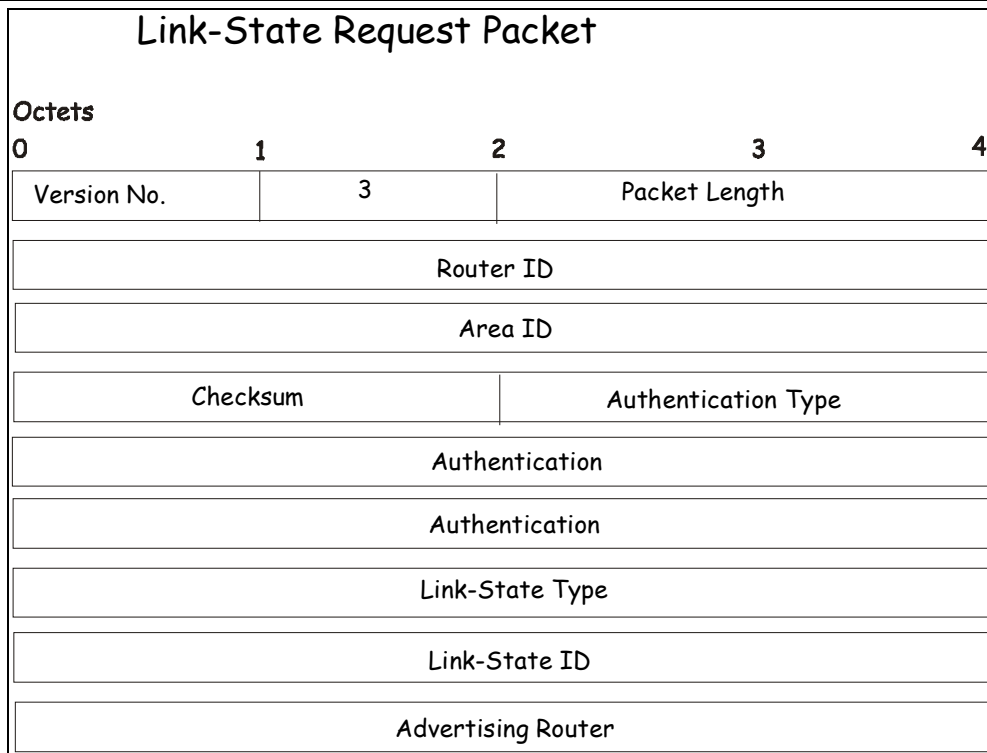 Link-State Request Packet
Octets
0 1 2 3 4
Version No. 3 Packet Length
Router ID
Area ID
Checksum Authentication Type
Authentication
Authentication
Link-State Type
Link-State ID
Advertising Router